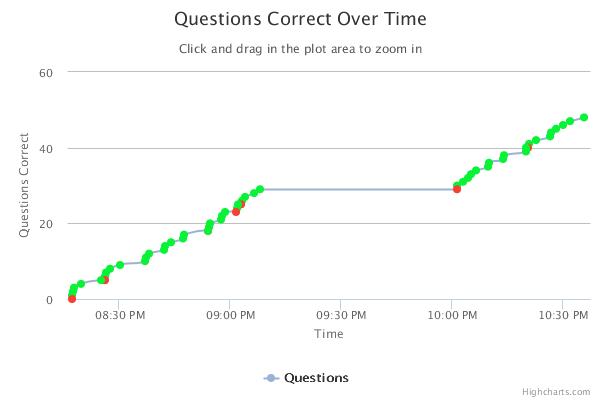 Questions Correct Over Time
Click and drag in the plot area to zoom in
60
40
20
0
Questions Correct
08:30 PM 09:00 PM 09:30 PM 10:00 PM 10:30 PM
Time
Questions
Highcharts.com